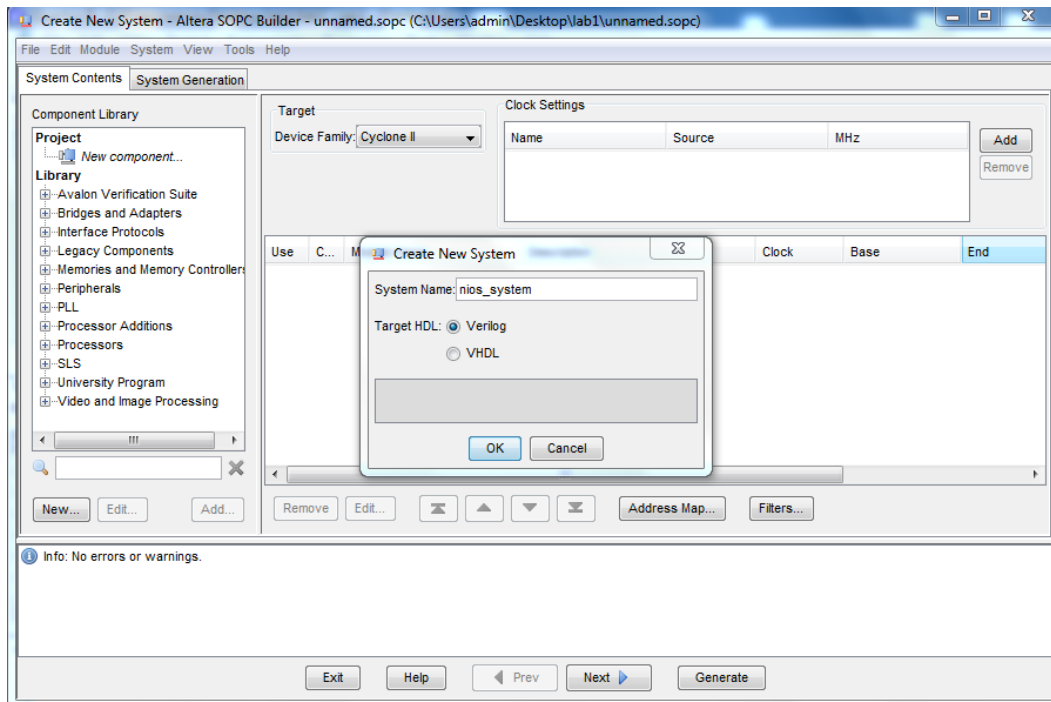 Create New System - Altera SOPC Builder - unnamed.sopc (C:\Users\admin\Desktop\lab1\unnamed.sopc)
File Edit Module System View Tools Help
System Contents System Generation
Component Library
Project
New component...
Library
Avalon Verification Suite
Bridges and Adapters
Interface Protocols
Legacy Components
Memories and Memory Controllers
Peripherals
PLL
Processor Additions
Processors
SLS
University Program
Video and Image Processing
New... Edit... Add...
Target
Device Family: Cyclone II
Clock Settings
Name Source MHz
Add
Remove
Use C... M Description Clock Base End
Create New System
System Name: nios_system
Target HDL: Verilog
VHDL
OK Cancel
Remove Edit... Address Map... Filters...
Info: No errors or warnings.
Exit Help Prev Next Generate